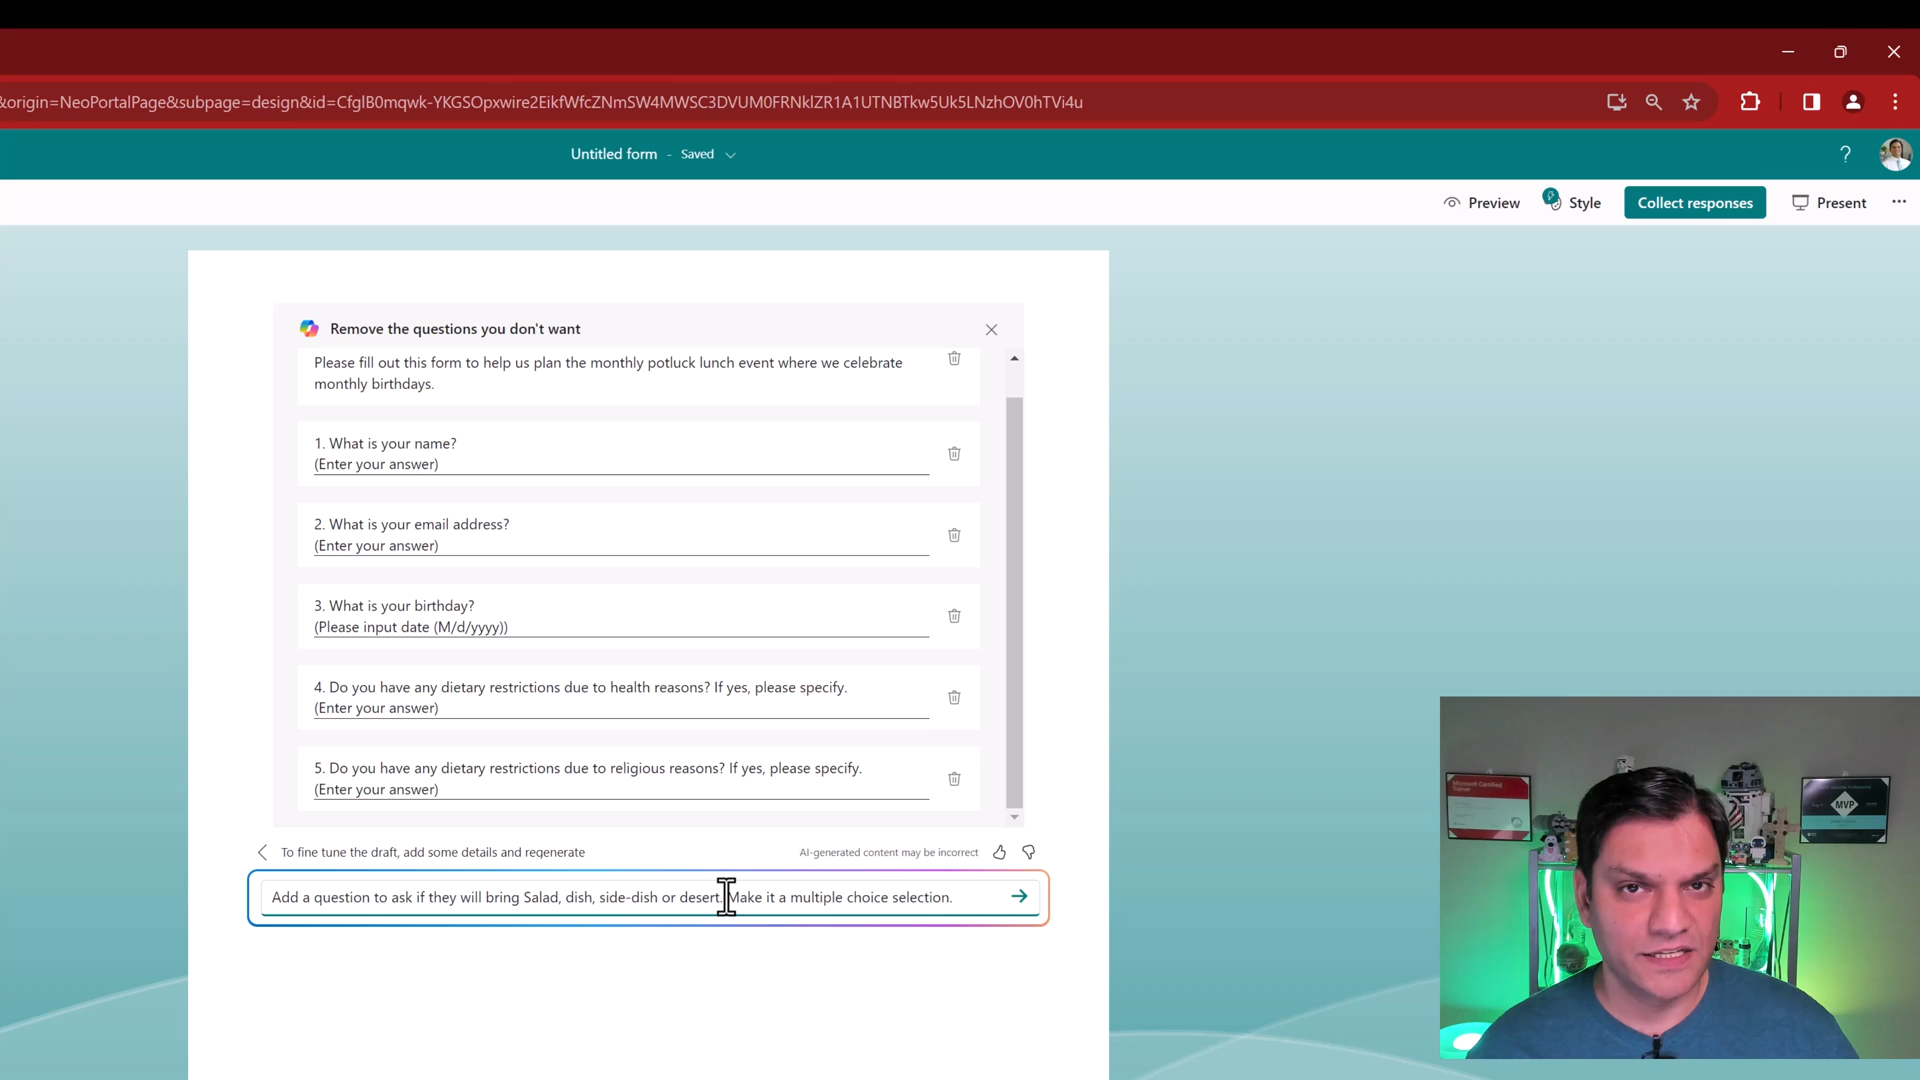 &origin=NeoPortalPage&subpage=design&id=CfglB0mqwk-YKGSOpxwire2EikfWfcZNmSW4MWSC3DVUM0FRNklZR1A1UTNBTkw5Uk5LNzhOV0hTVi4u
Untitled form - Saved
?
Preview Style Collect responses Present
Remove the questions you don't want
Please fill out this form to help us plan the monthly potluck lunch event where we celebrate
monthly birthdays.
1. What is your name?
(Enter your answer)
2. What is your email address?
(Enter your answer)
3. What is your birthday?
(Please input date (M/d/yyyy))
4. Do you have any dietary restrictions due to health reasons? If yes, please specify.
(Enter your answer)
5. Do you have any dietary restrictions due to religious reasons? If yes, please specify.
(Enter your answer)
To fine tune the draft, add some details and regenerate
AI-generated content may be incorrect
Add a question to ask if they will bring Salad, dish, side-dish or desert. Make it a multiple choice selection.
Microsoft Certified
Trainer
MVP